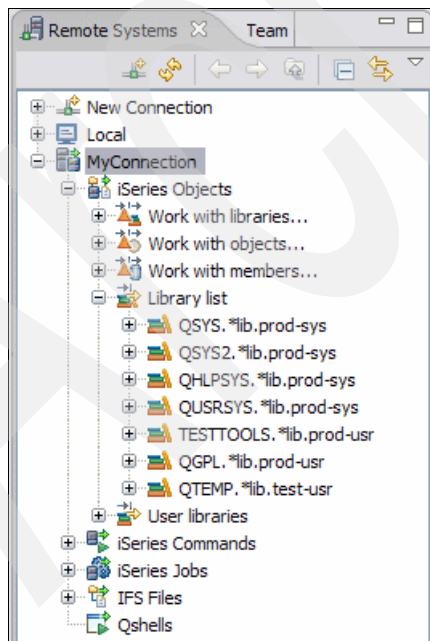 Remote Systems Team
New Connection
Local
MyConnection
iSeries Objects
Work with libraries...
Work with objects...
Work with members...
Library list
QSYS.*lib.prod-sys
QSYS2.*lib.prod-sys
QHLPSYS.*lib.prod-sys
QUSRSYS.*lib.prod-sys
TESTTOOLS.*lib.prod-usr
QGPL.*lib.prod-usr
QTEMP.*lib.test-usr
User libraries
iSeries Commands
iSeries Jobs
IFS Files
Qshells